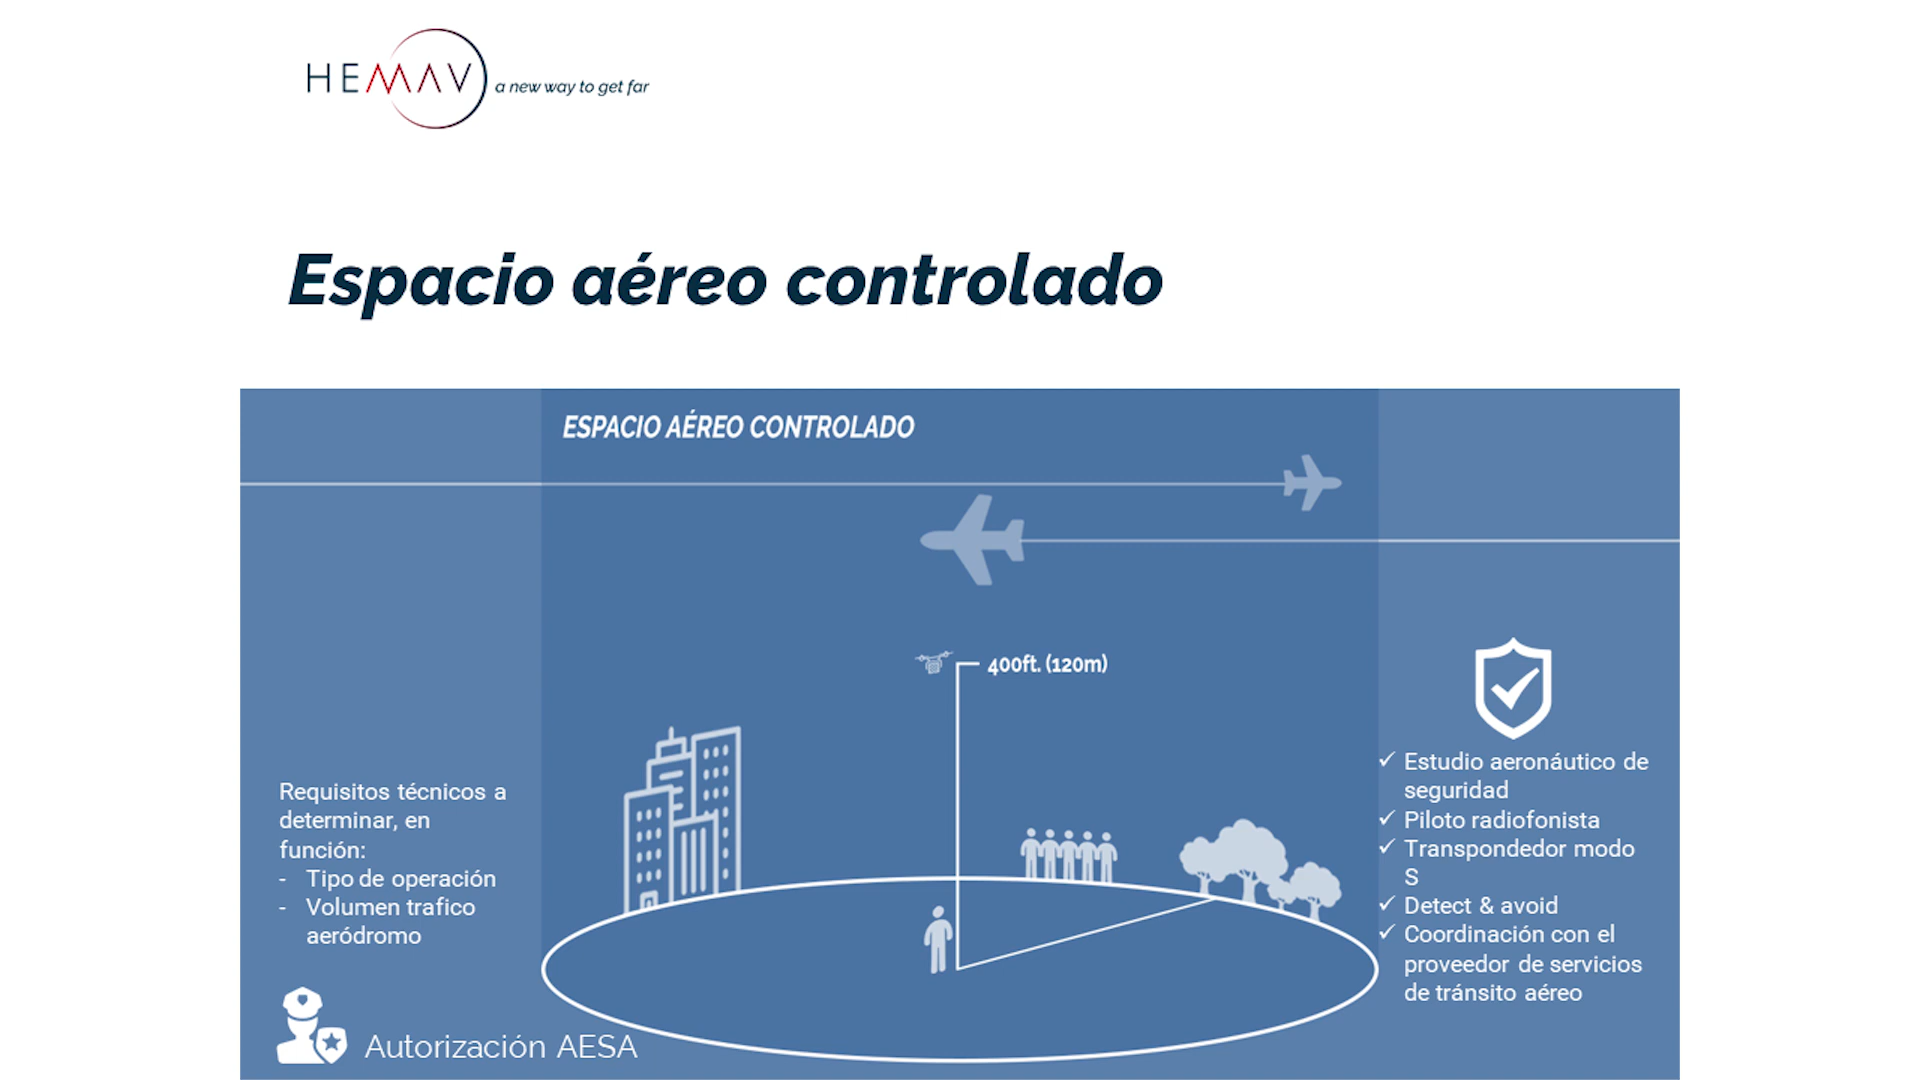 HEMAV a new way to get far
Espacio aéreo controlado
ESPACIO AÉREO CONTROLADO
400ft. (120m)
Requisitos técnicos a
determinar, en
función:
- Tipo de operación
- Volumen trafico
aeródromo
Autorización AESA
✓ Estudio aeronáutico de
seguridad
✓ Piloto radiofonista
✓ Transpondedor modo
S
✓ Detect & avoid
✓ Coordinación con el
proveedor de servicios
de tránsito aéreo